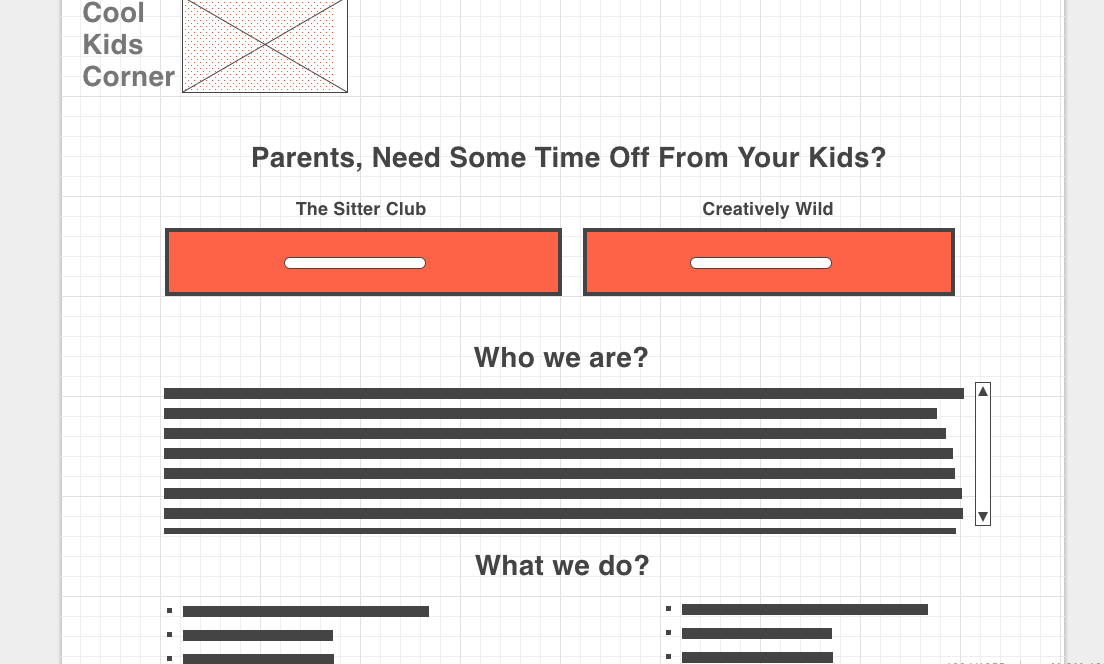 Cool
Kids
Corner
Parents, Need Some Time Off From Your Kids?
The Sitter Club
Creatively Wild
Who we are?
What we do?